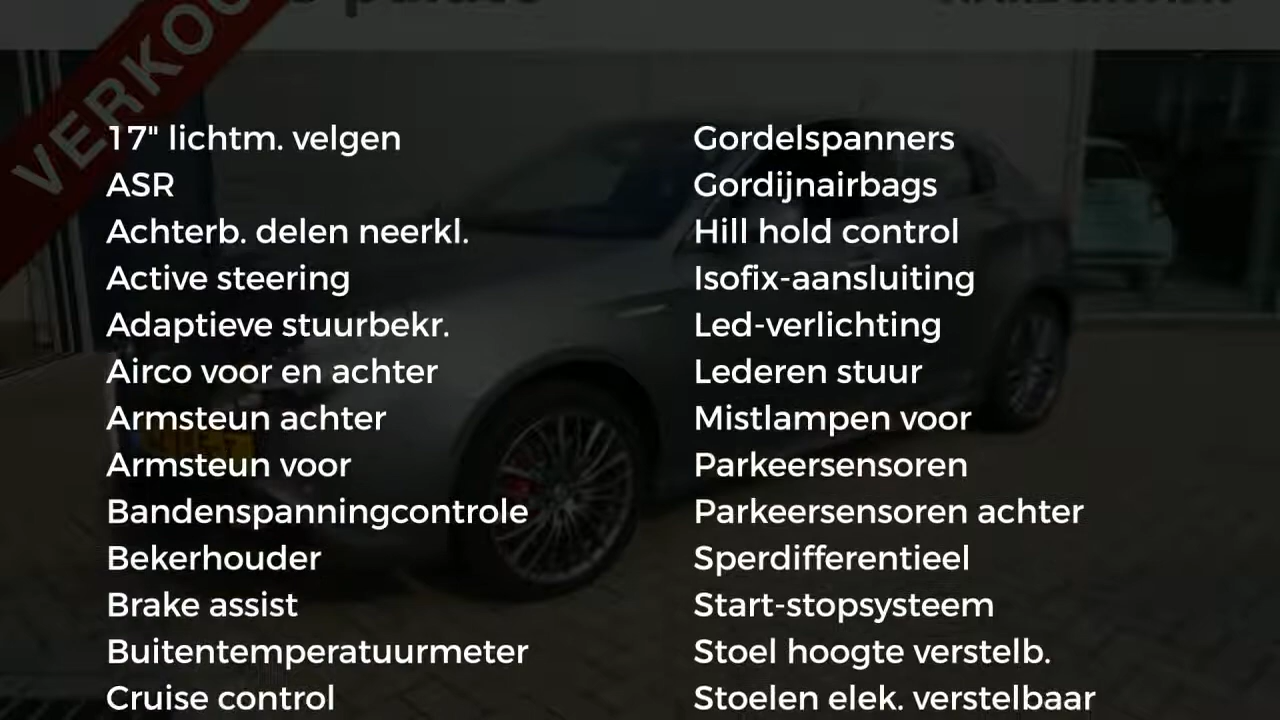 VERKO
17" lichtm. velgen
ASR
Achterb. delen neerkl.
Active steering
Adaptieve stuurbekr.
Airco voor en achter
Armsteun achter
Armsteun voor
Bandenspanningcontrole
Bekerhouder
Brake assist
Buitentemperatuurmeter
Cruise control
Gordelspanners
Gordijnairbags
Hill hold control
Isofix-aansluiting
Led-verlichting
Lederen stuur
Mistlampen voor
Parkeersensoren
Parkeersensoren achter
Sperdifferentieel
Start-stopsysteem
Stoel hoogte verstelb.
Stoelen elek. verstelbaar